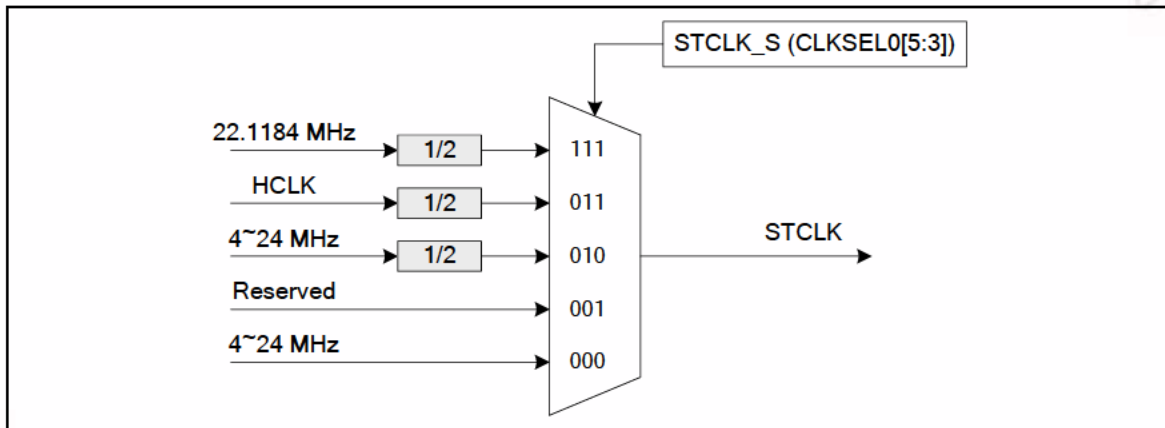 STCLK_S (CLKSEL0[5:3])
22.1184 MHz
1/2
111
HCLK
1/2
011
4~24 MHz
1/2
010
STCLK
Reserved
001
4~24 MHz
000